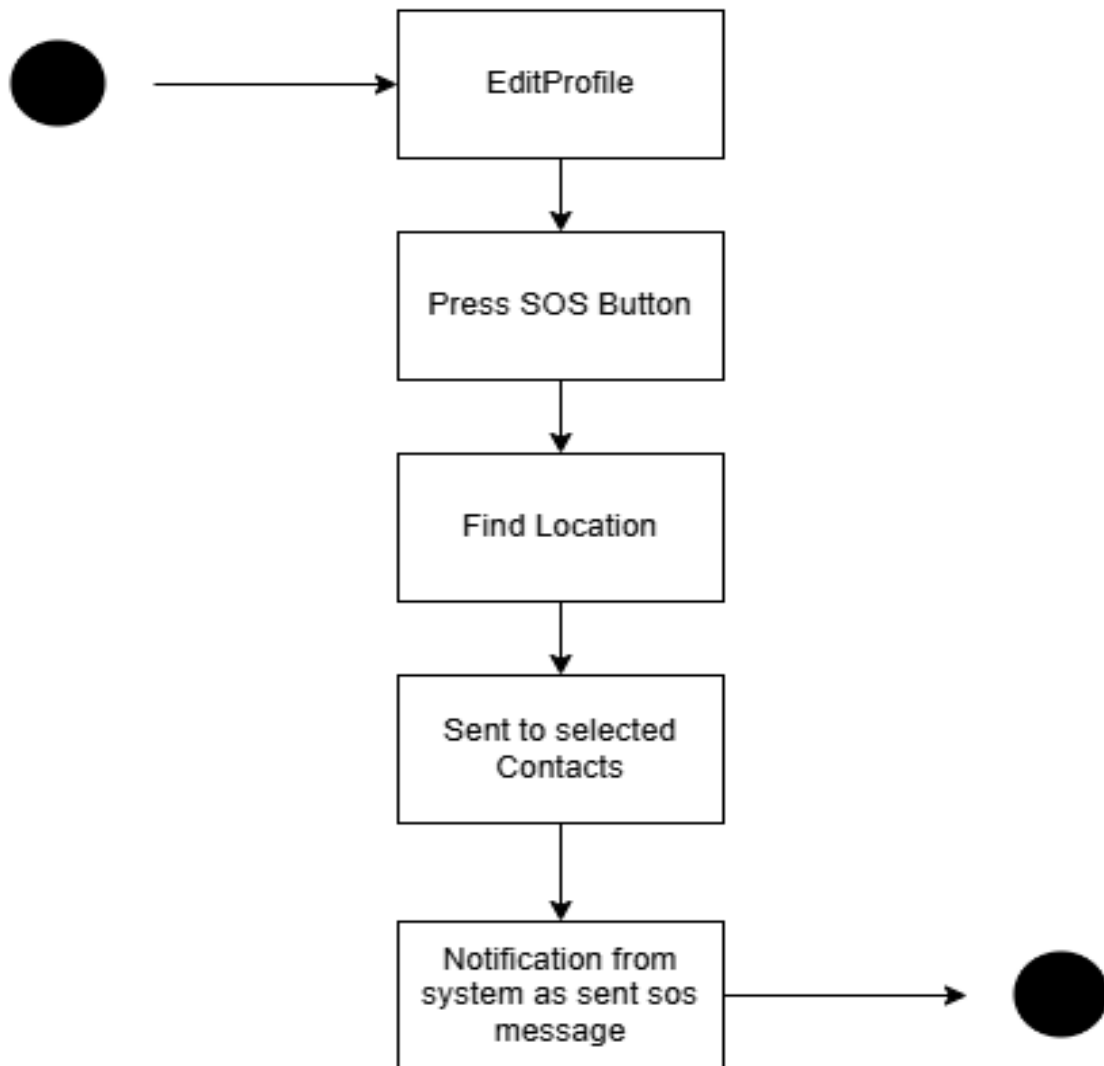 EditProfile
Press SOS Button
Find Location
Sent to selected
Contacts
Notification from
system as sent sos
message